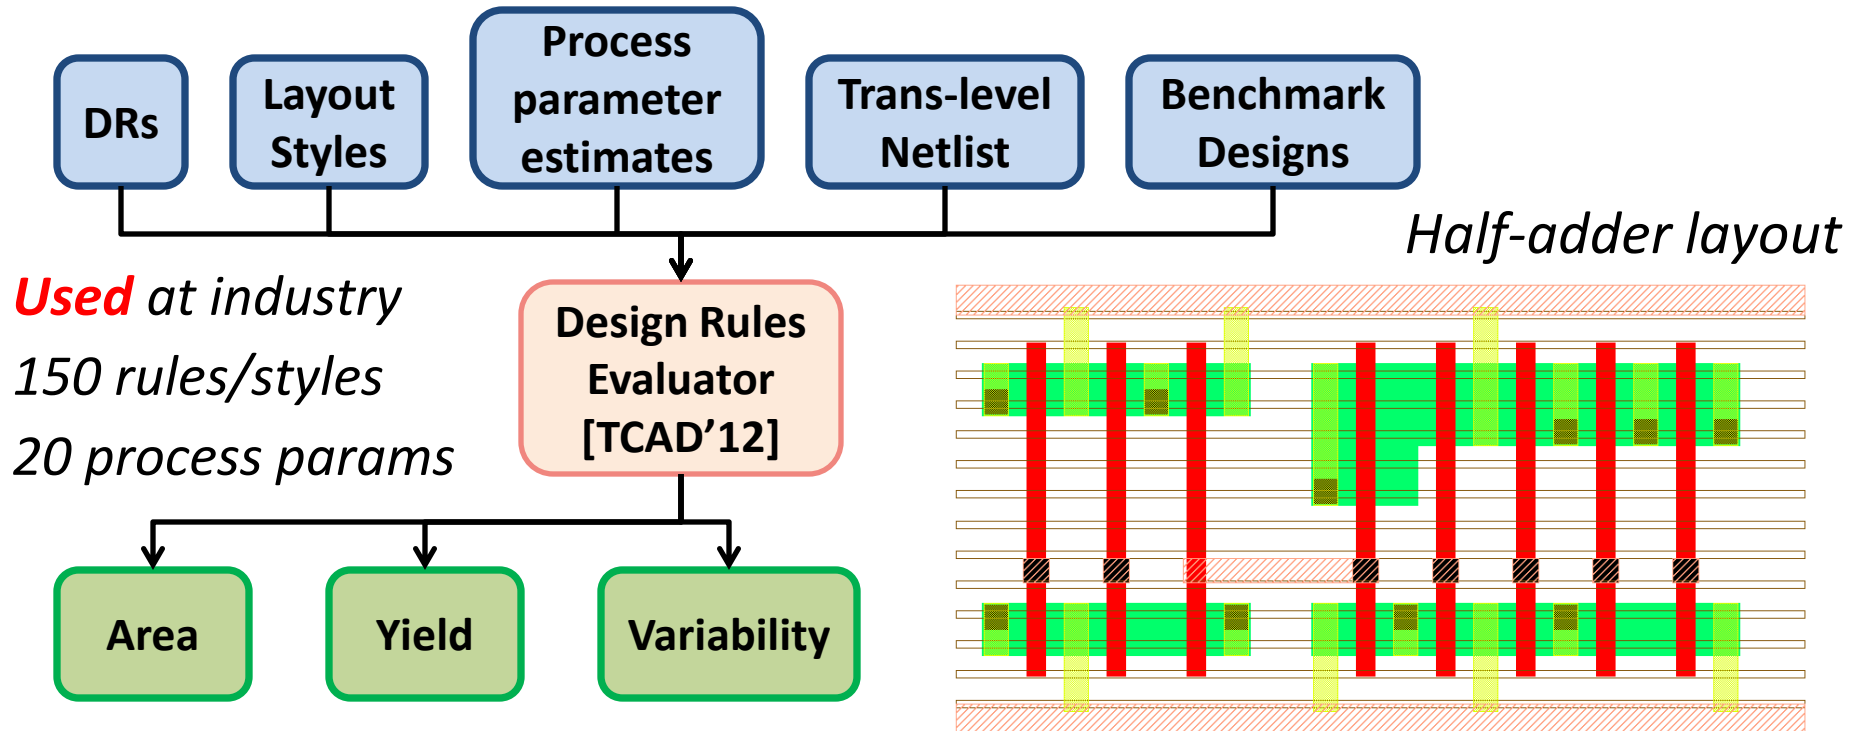 DRs
Layout
Styles
Process
parameter
estimates
Trans-level
Netlist
Benchmark
Designs
Half-adder layout
Used at industry
150 rules/styles
20 process params
Design Rules
Evaluator
[TCAD’12]
Area
Yield
Variability